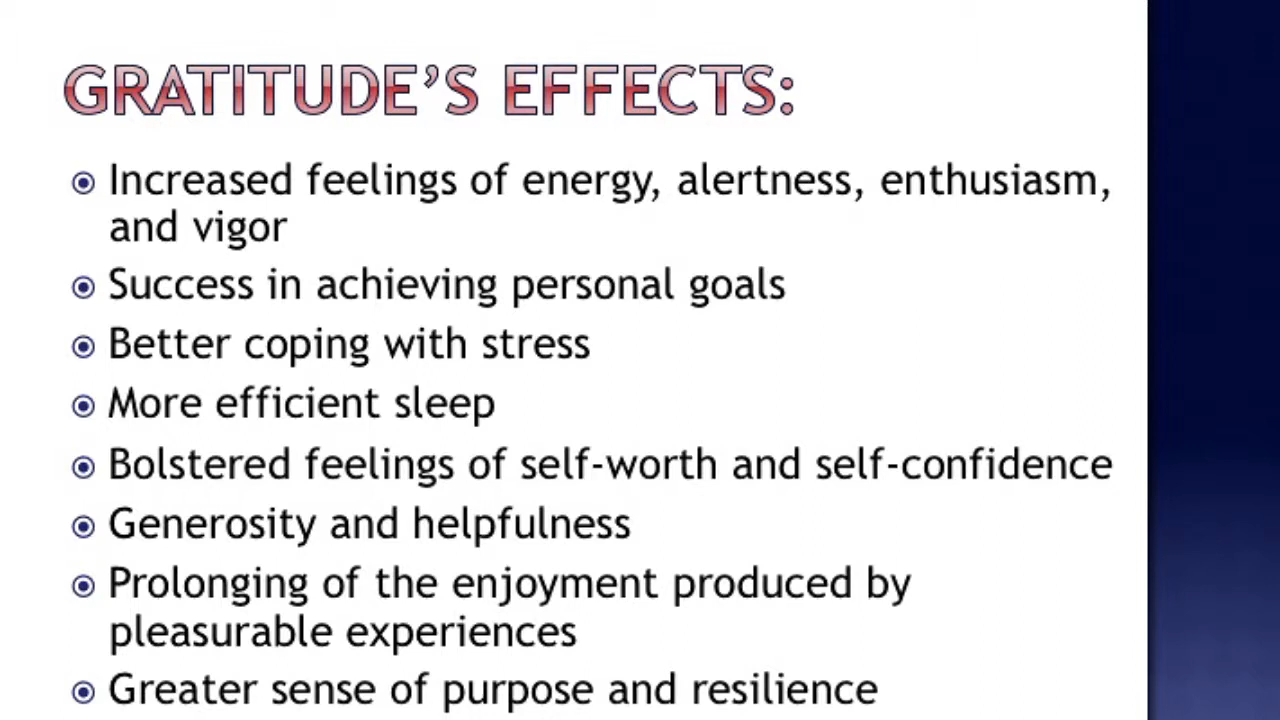 GRATITUDE’S EFFECTS:
Increased feelings of energy, alertness, enthusiasm,
and vigor
Success in achieving personal goals
Better coping with stress
More efficient sleep
Bolstered feelings of self-worth and self-confidence
Generosity and helpfulness
Prolonging of the enjoyment produced by
pleasurable experiences
Greater sense of purpose and resilience